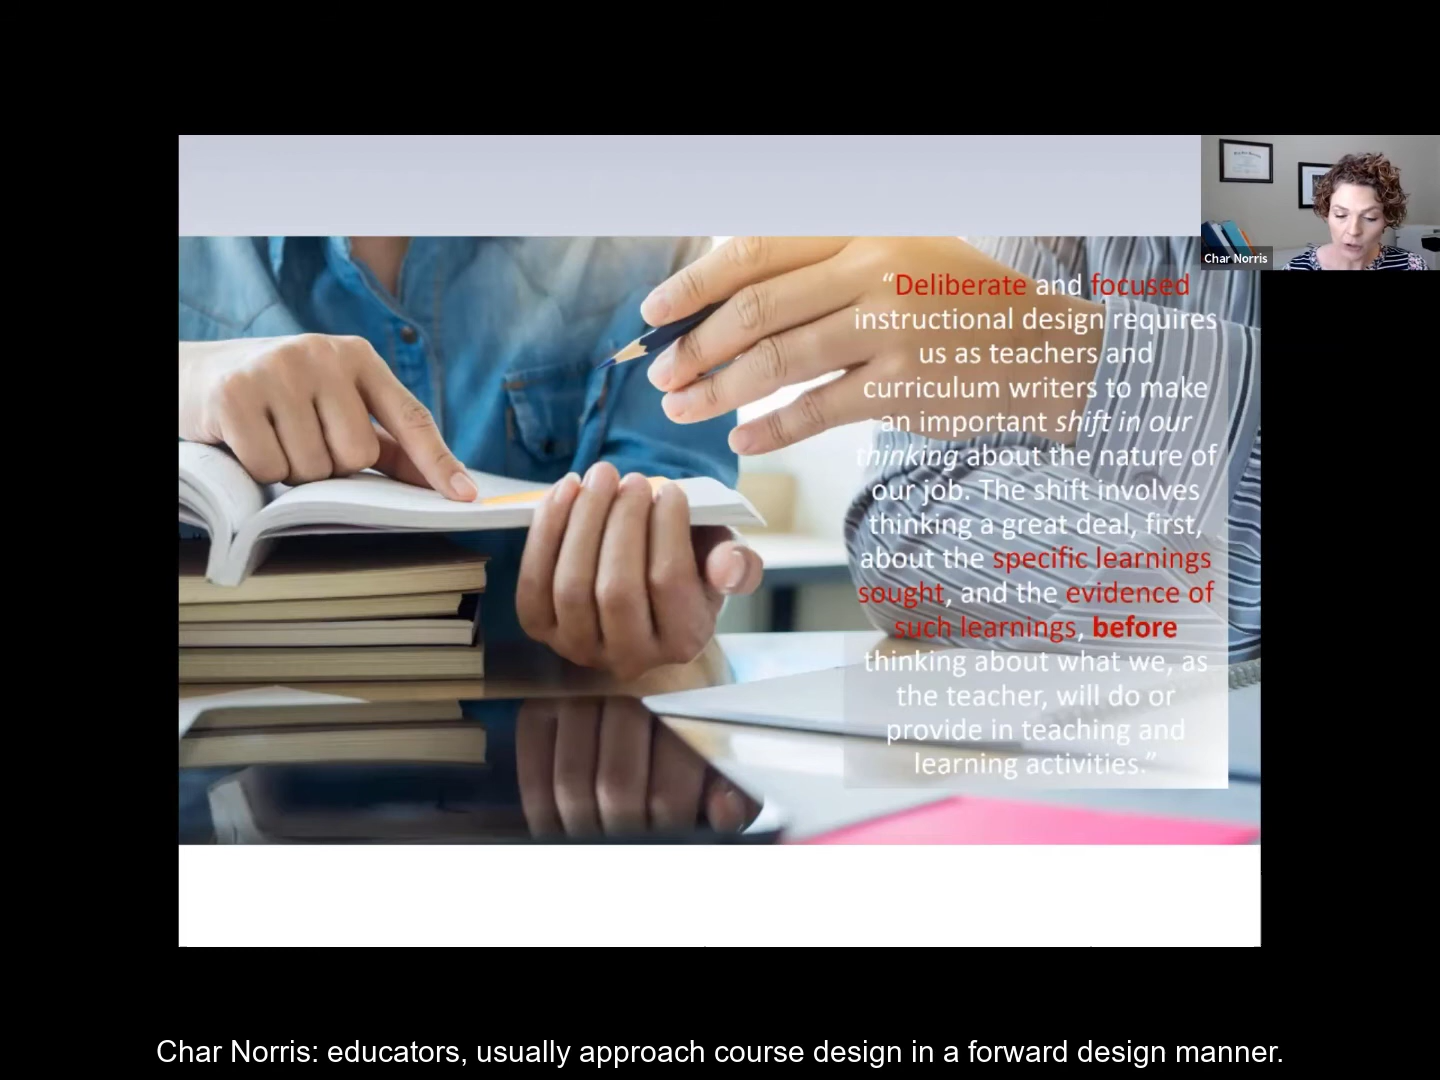 Char Norris
“Deliberate and focused
instructional design requires
us as teachers and
curriculum writers to make
an important shift in our
thinking about the nature of
our job. The shift involves
thinking a great deal, first,
about the specific learnings
sought, and the evidence of
such learnings, before
thinking about what we, as
the teacher, will do or
provide in teaching and
learning activities.”
Char Norris: educators, usually approach course design in a forward design manner.